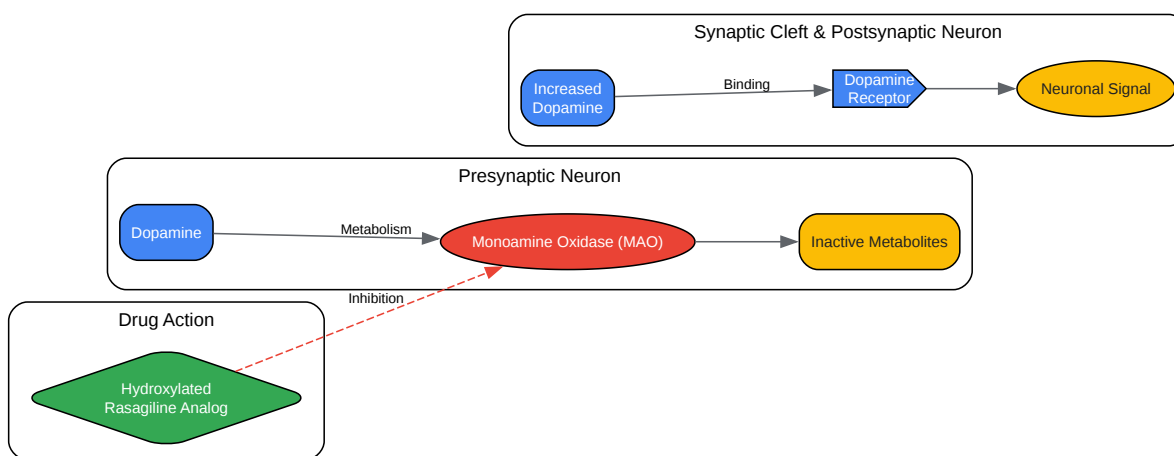 Synaptic Cleft & Postsynaptic Neuron
Increased
Dopamine
Binding
Dopamine
Receptor
Neuronal Signal
Presynaptic Neuron
Dopamine
Metabolism
Monoamine Oxidase (MAO)
Inactive Metabolites
Inhibition
Drug Action
Hydroxylated
Rasagiline Analog